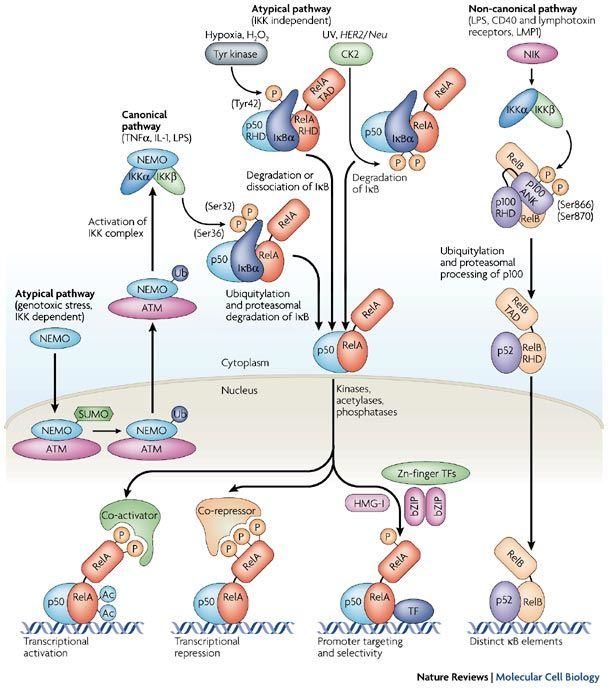 Atypical pathway
(IKK independent)
Hypoxia, H2O2
Tyr kinase
UV, HER2/Neu
CK2
P
(Tyr42)
RelA
TAD
p50
RHD
IκBα
RelA
RHD
RelA
p50
IκBα
RelA
P
P
Degradation or
dissociation of IκB
Degradation
of IκB
Non-canonical pathway
(LPS, CD40 and lymphotoxin
receptors, LMP1)
NIK
IKKα
IKKβ
RelB
p100
ANK
P
P
(Ser866)
(Ser870)
p100
RHD
RelB
Ubiquitylation
and proteasomal
processing of p100
RelB
TAD
p52
RelB
RHD
Canonical
pathway
(TNFα, IL-1, LPS)
NEMO
IKKα
IKKβ
Activation of
IKK complex
(Ser32)
(Ser36)
P
P
RelA
p50
IκBα
RelA
Ubiquitylation
and proteasomal
degradation of IκB
Ub
NEMO
ATM
Atypical pathway
(genotoxic stress,
IKK dependent)
NEMO
RelA
p50
RelA
Cytoplasm
Nucleus
SUMO
NEMO
ATM
Ub
NEMO
ATM
Kinases,
acetylases,
phosphatases
Co-activator
P
P
P
RelA
p50
RelA
Ac
Ac
Transcriptional
activation
Co-repressor
P
P
P
RelA
p50
RelA
Transcriptional
repression
Zn-finger TFs
HMG-I
bZIP
bZIP
P
RelA
p50
RelA
TF
Promoter targeting
and selectivity
RelB
p52
RelB
Distinct κB elements
Nature Reviews | Molecular Cell Biology